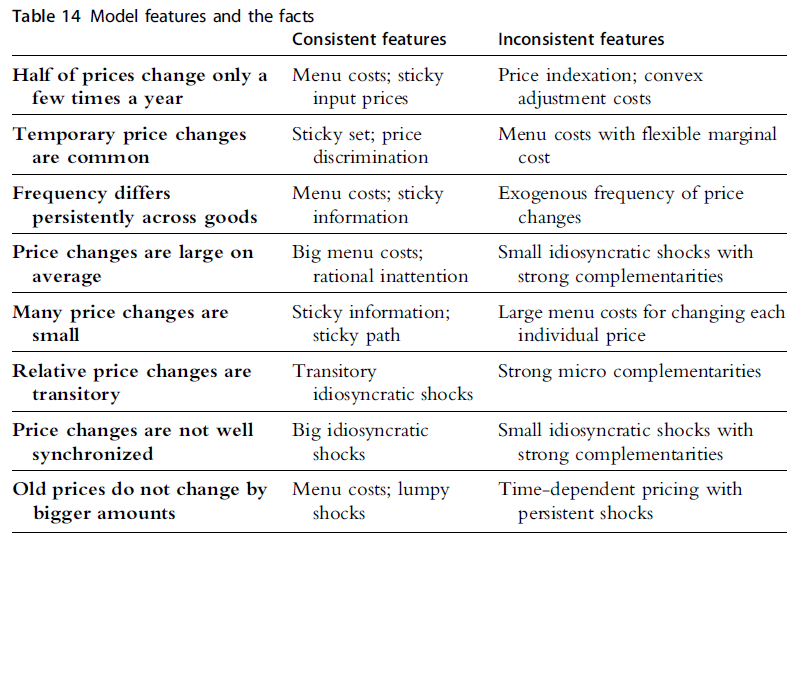 Table 14 Model features and the facts
Consistent features Inconsistent features
Half of prices change only a Menu costs; sticky Price indexation; convex
few times a year input prices adjustment costs
Temporary price changes Sticky set; price Menu costs with flexible marginal
are common discrimination cost
Frequency differs Menu costs; sticky Exogenous frequency of price
persistently across goods information changes
Price changes are large on Big menu costs; Small idiosyncratic shocks with
average rational inattention strong complementarities
Many price changes are Sticky information; Large menu costs for changing each
small sticky path individual price
Relative price changes are Transitory Strong micro complementarities
transitory idiosyncratic shocks
Price changes are not well Big idiosyncratic Small idiosyncratic shocks with
synchronized shocks strong complementarities
Old prices do not change by Menu costs; lumpy Time-dependent pricing with
bigger amounts shocks persistent shocks